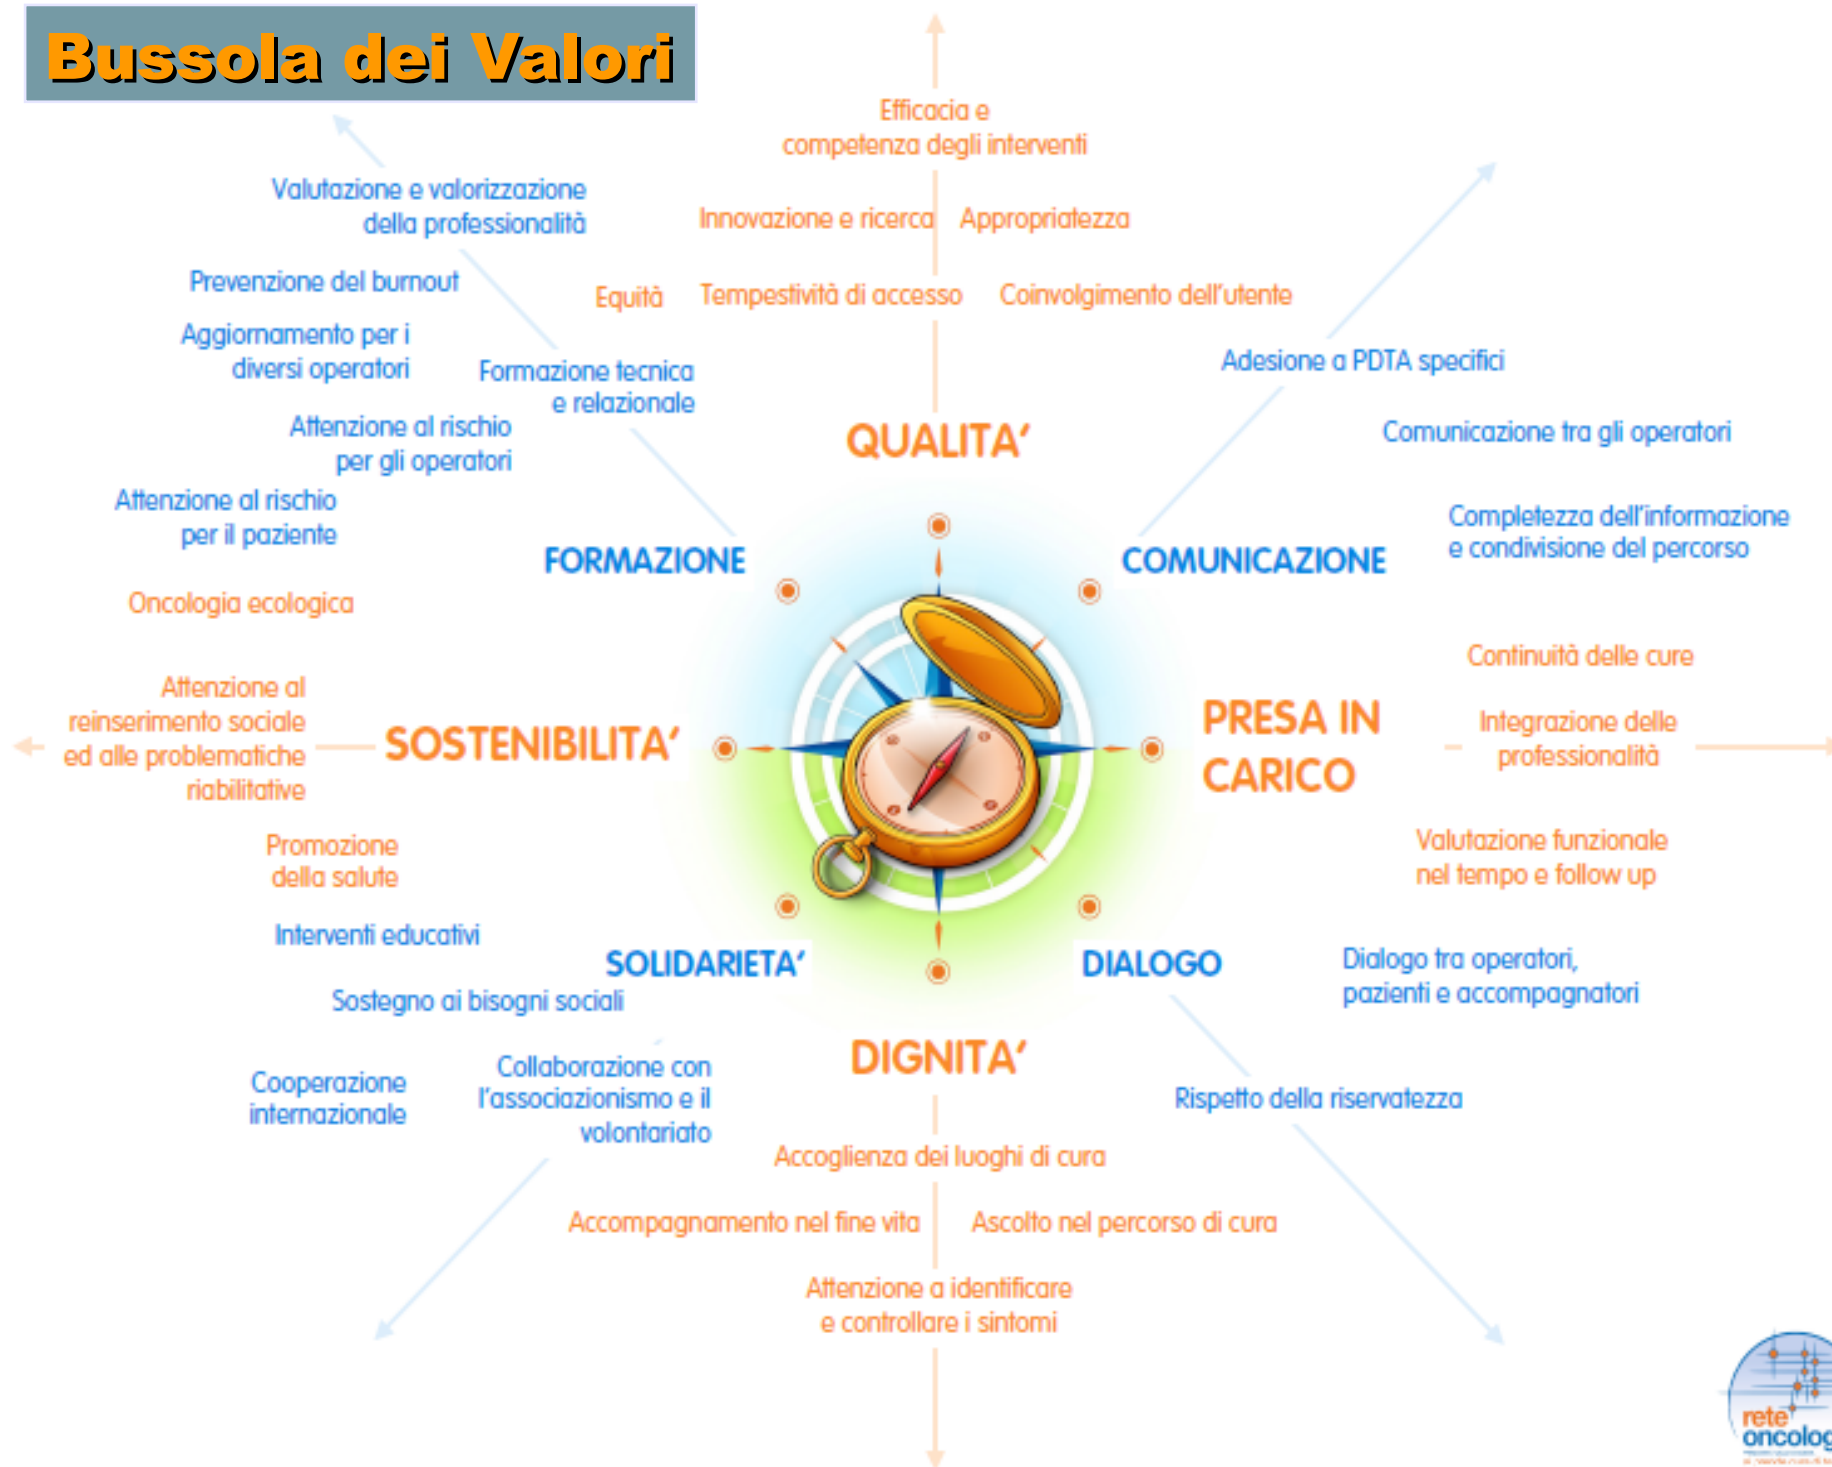 Bussola dei Valori
Efficacia e
competenza degli interventi
Innovazione e ricerca
Appropriatezza
Equità
Tempestività di accesso
Coinvolgimento dell'utente
QUALITA'
Valutazione e valorizzazione
della professionalità
Prevenzione del burnout
Aggiornamento per i
diversi operatori
Formazione tecnica
e relazionale
Attenzione al rischio
per gli operatori
Attenzione al rischio
per il paziente
FORMAZIONE
Adesione a PDTA specifici
Comunicazione tra gli operatori
Completezza dell'informazione
e condivisione del percorso
COMUNICAZIONE
Oncologia ecologica
Attenzione al
reinserimento sociale
ed alle problematiche
riabilitative
SOSTENIBILITA'
Promozione
della salute
Continuità delle cure
PRESA IN
CARICO
Integrazione delle
professionalità
Valutazione funzionale
nel tempo e follow up
Interventi educativi
SOLIDARIETA'
Sostegno ai bisogni sociali
Cooperazione
internazionale
Collaborazione con
l'associazionismo e il
volontariato
DIALOGO
Dialogo tra operatori,
pazienti e accompagnatori
Rispetto della riservatezza
DIGNITA'
Accoglienza dei luoghi di cura
Accompagnamento nel fine vita
Ascolto nel percorso di cura
Attenzione a identificare
e controllare i sintomi
rete
oncolog